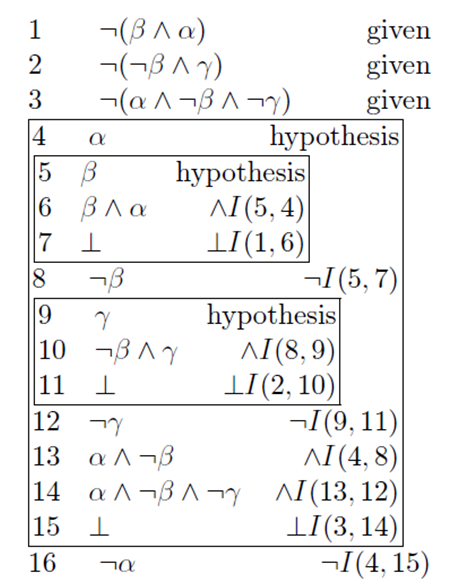 1 ¬(β ∧ α) given
2 ¬(¬β ∧ γ) given
3 ¬(α ∧ ¬β ∧ ¬γ) given
4 α hypothesis
5 β hypothesis
6 β ∧ α ∧I(5, 4)
7 ⊥ ⊥I(1, 6)
8 ¬β ¬I(5, 7)
9 γ hypothesis
10 ¬β ∧ γ ∧I(8, 9)
11 ⊥ ⊥I(2, 10)
12 ¬γ ¬I(9, 11)
13 α ∧ ¬β ∧I(4, 8)
14 α ∧ ¬β ∧ ¬γ ∧I(13, 12)
15 ⊥ ⊥I(3, 14)
16 ¬α ¬I(4, 15)